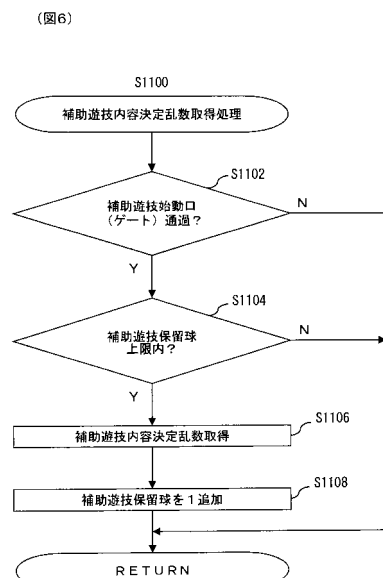 (図6)
S1100
補助遊技内容決定乱数取得処理
S1102
補助遊技始動口
(ゲート)通過?
N
Y
S1104
補助遊技保留球
上限内?
N
Y
S1106
補助遊技内容決定乱数取得
S1108
補助遊技保留球を1追加
RETURN